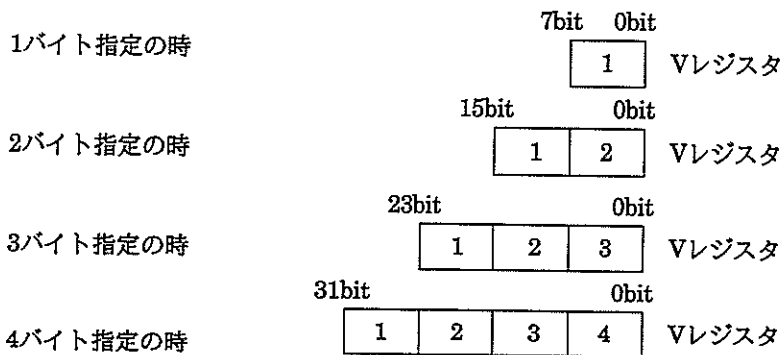 7bit 0bit
1バイト指定の時 1 Vレジスタ
15bit 0bit
2バイト指定の時 1 2 Vレジスタ
23bit 0bit
3バイト指定の時 1 2 3 Vレジスタ
31bit 0bit
4バイト指定の時 1 2 3 4 Vレジスタ